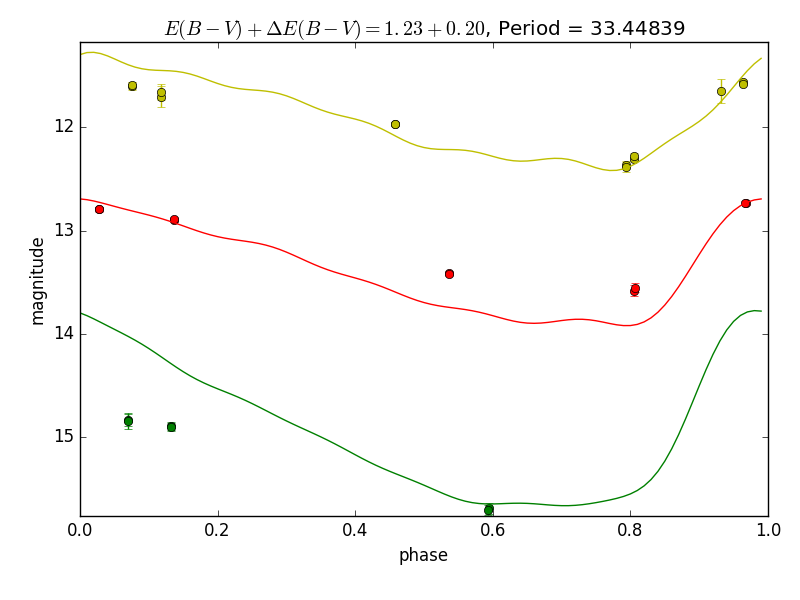 E(B − V) + ΔE(B − V) = 1.23 + 0.20, Period = 33.44839
12
13
14
15
magnitude
0.0 0.2 0.4 0.6 0.8 1.0
phase